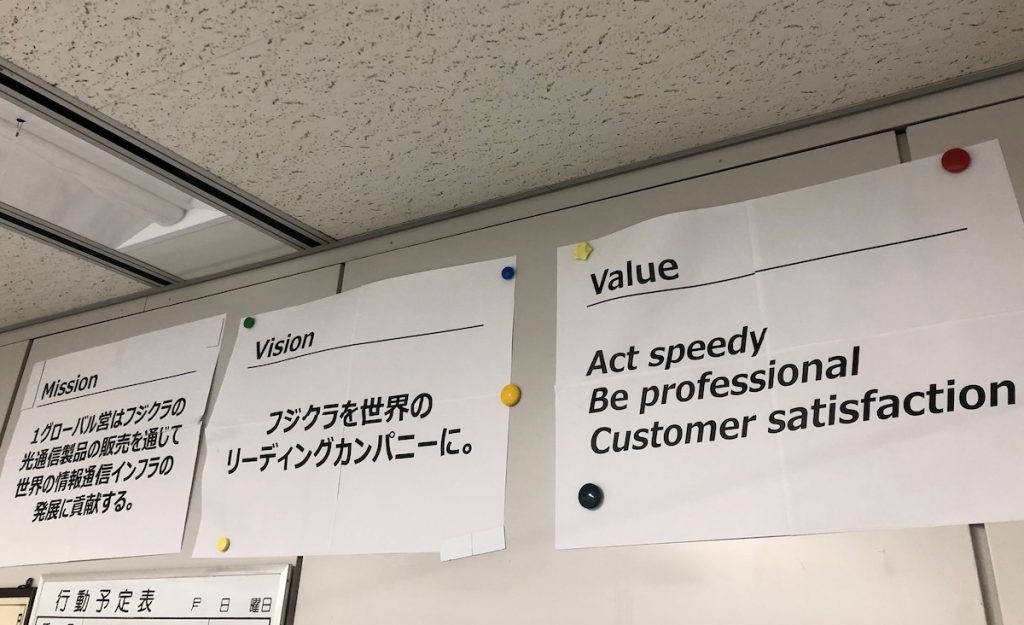 Mission
1グローバル営はフジクラの
光通信製品の販売を通じて
世界の情報通信インフラの
発展に貢献する。
Vision
フジクラを世界の
リーディングカンパニーに。
Value
Act speedy
Be professional
Customer satisfaction
行動予定表 月 日 曜日